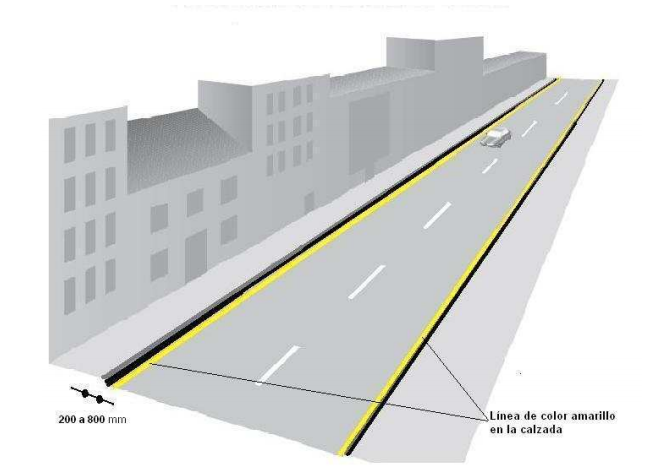 200 a 800 mm
Línea de color amarillo
en la calzada